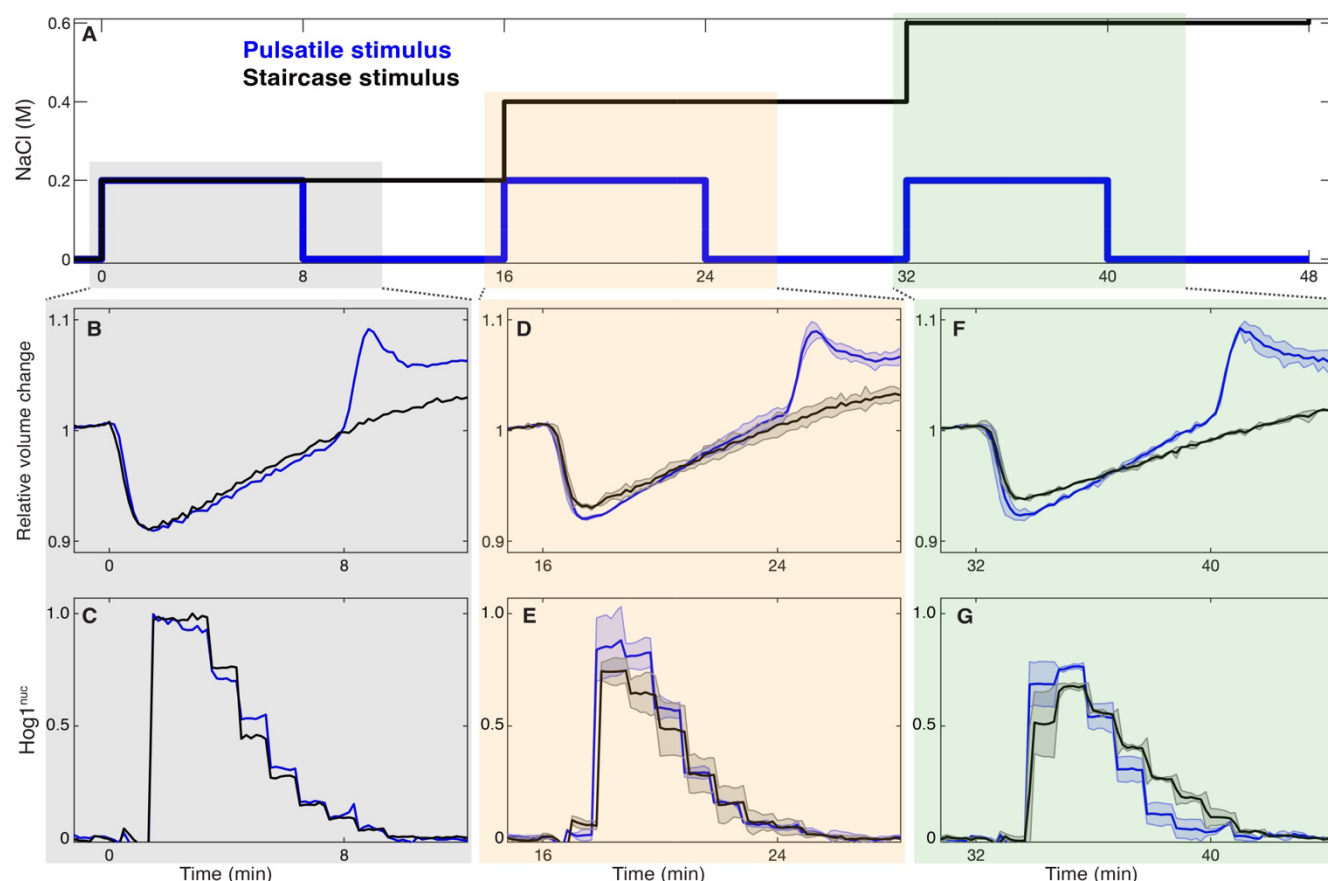 A
Pulsatile stimulus
Staircase stimulus
NaCl (M)
0.6
0.4
0.2
0
0 8 16 24 32 40 48
B D F
Relative volume change
1.1 1.1 1.1
1 1 1
0.9 0.9 0.9
0 8 16 24 32 40
C E G
Hog1nuc
1.0 1.0 1.0
0.5 0.5 0.5
0 0 0
0 8 16 24 32 40
Time (min) Time (min) Time (min)